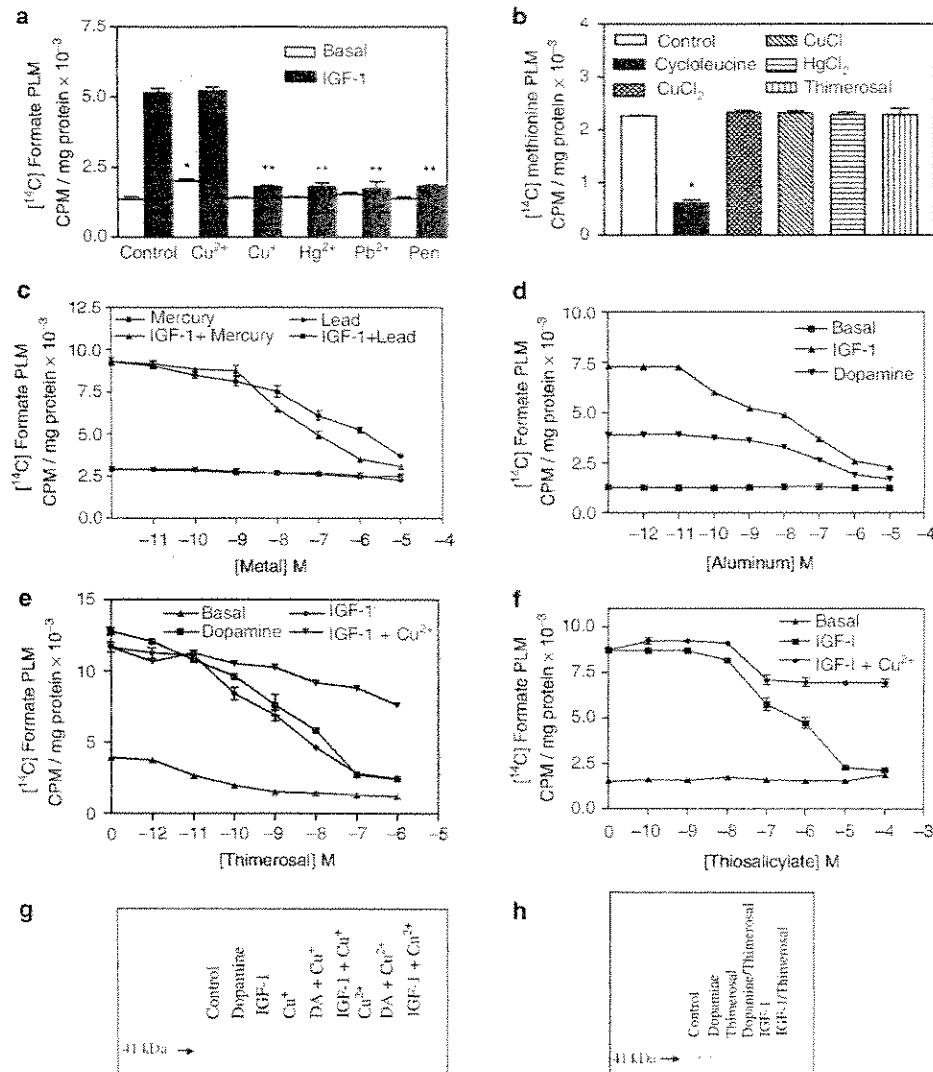 a
[¹⁴C] Formate PLM
CPM / mg protein × 10⁻³
7.5
5.0
2.5
0.0
Basal
IGF-1
*
**
**
**
**
Control Cu²⁺ Cu⁺ Hg²⁺ Pb²⁺ Pen
b
[¹⁴C] methionine PLM
CPM / mg protein × 10⁻³
4
3
2
1
0
Control
Cycloleucine
CuCl₂
CuCl
HgCl₂
Thimerosal
*
c
[¹⁴C] Formate PLM
CPM / mg protein × 10⁻³
12.5
10.0
7.5
5.0
2.5
0.0
Mercury
IGF-1+ Mercury
Lead
IGF-1+Lead
−11 −10 −9 −8 −7 −6 −5 −4
[Metal] M
d
[¹⁴C] Formate PLM
CPM / mg protein × 10⁻³
10.0
7.5
5.0
2.5
0.0
Basal
IGF-1
Dopamine
−12 −11 −10 −9 −8 −7 −6 −5 −4
[Aluminum] M
e
[¹⁴C] Formate PLM
CPM / mg protein × 10⁻³
15
10
5
0
Basal
Dopamine
IGF-1
IGF-1 + Cu²⁺
0 −12 −11 −10 −9 −8 −7 −6 −5
[Thimerosal] M
f
[¹⁴C] Formate PLM
CPM / mg protein × 10⁻³
10.0
7.5
5.0
2.5
0.0
Basal
IGF-I
IGF-I + Cu²⁺
0 −10 −9 −8 −7 −6 −5 −4 −3
[Thiosalicylate] M
g
Control
Dopamine
IGF-1
Cu⁺
DA + Cu⁺
IGF-1 + Cu⁺
Cu²⁺
DA + Cu²⁺
IGF-1 + Cu²⁺
41 kDa →
h
Control
Dopamine
Thimerosal
Dopamine/Thimerosal
IGF-1
IGF-1/Thimerosal
41 kDa →